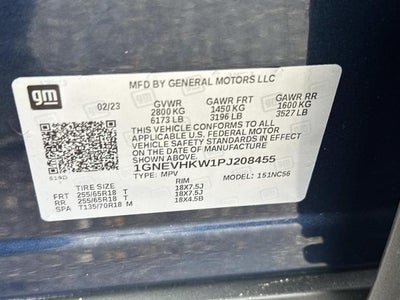 MFD BY GENERAL MOTORS LLC
gm
02/23 GVWR GAWR FRT GAWR RR
2800 KG 1450 KG 1600 KG
6173 LB 3196 LB 3527 LB
THIS VEHICLE CONFORMS TO ALL
APPLICABLE U.S. FEDERAL MOTOR
VEHICLE SAFETY STANDARDS IN EFFECT
ON THE DATE OF MANUFACTURE SHOWN ABOVE.
1GNEVHKW1PJ208455
TYPE: MPV MODEL: 1S1NC56
TIRE SIZE RIM
FRT 255/65R18 T 18X7.5J
RR 255/65R18 T 18X7.5J
SPA T135/70R18 M 18X4.5B